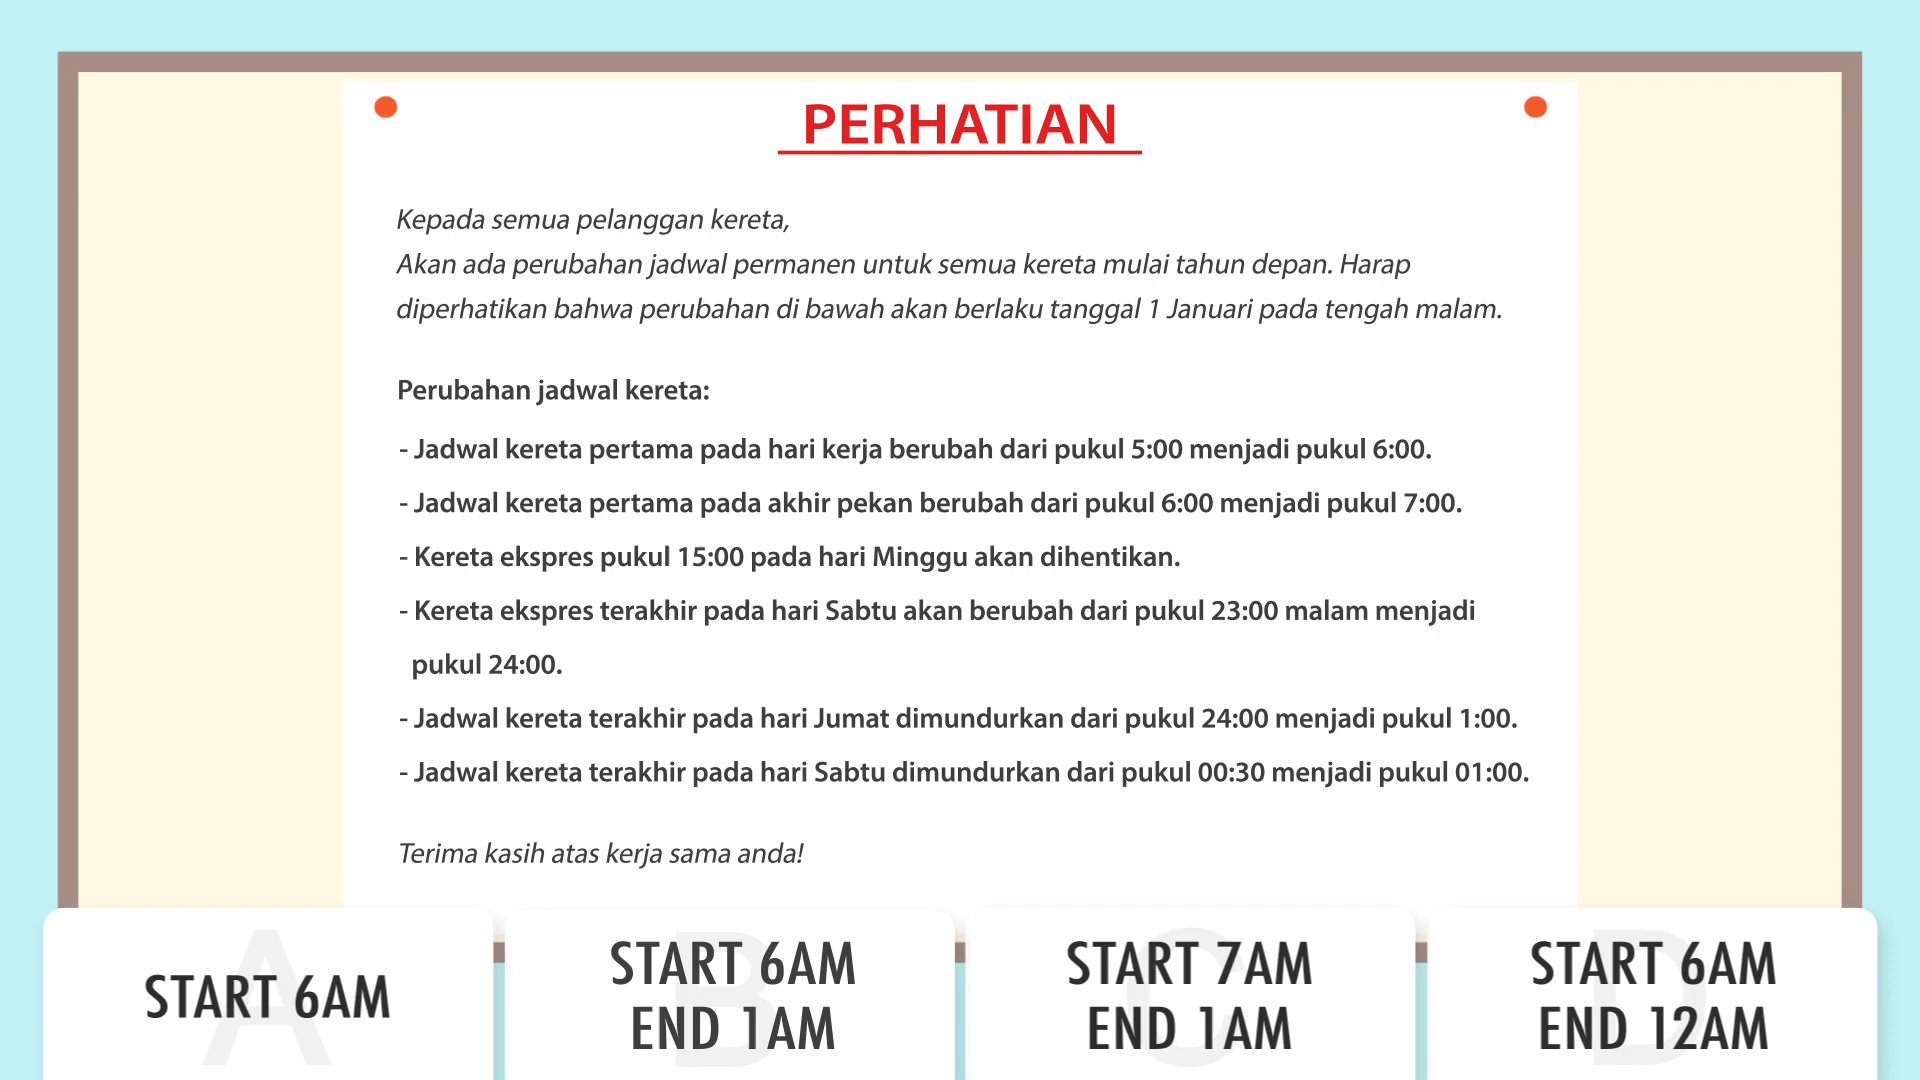 PERHATIAN
Kepada semua pelanggan kereta,
Akan ada perubahan jadwal permanen untuk semua kereta mulai tahun depan. Harap
diperhatikan bahwa perubahan di bawah akan berlaku tanggal 1 Januari pada tengah malam.
Perubahan jadwal kereta:
- Jadwal kereta pertama pada hari kerja berubah dari pukul 5:00 menjadi pukul 6:00.
- Jadwal kereta pertama pada akhir pekan berubah dari pukul 6:00 menjadi pukul 7:00.
- Kereta ekspres pukul 15:00 pada hari Minggu akan dihentikan.
- Kereta ekspres terakhir pada hari Sabtu akan berubah dari pukul 23:00 malam menjadi
pukul 24:00.
- Jadwal kereta terakhir pada hari Jumat dimundurkan dari pukul 24:00 menjadi pukul 1:00.
- Jadwal kereta terakhir pada hari Sabtu dimundurkan dari pukul 00:30 menjadi pukul 01:00.
Terima kasih atas kerja sama anda!
A
START 6AM
B
START 6AM
END 1AM
C
START 7AM
END 1AM
D
START 6AM
END 12AM